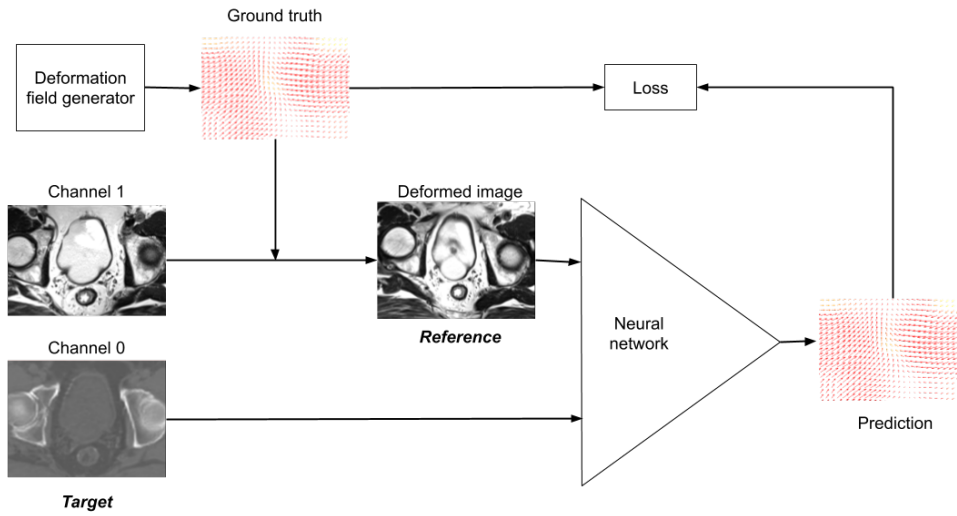 Ground truth
Deformation
field generator
Loss
Channel 1
Deformed image
Reference
Neural
network
Channel 0
Prediction
Target